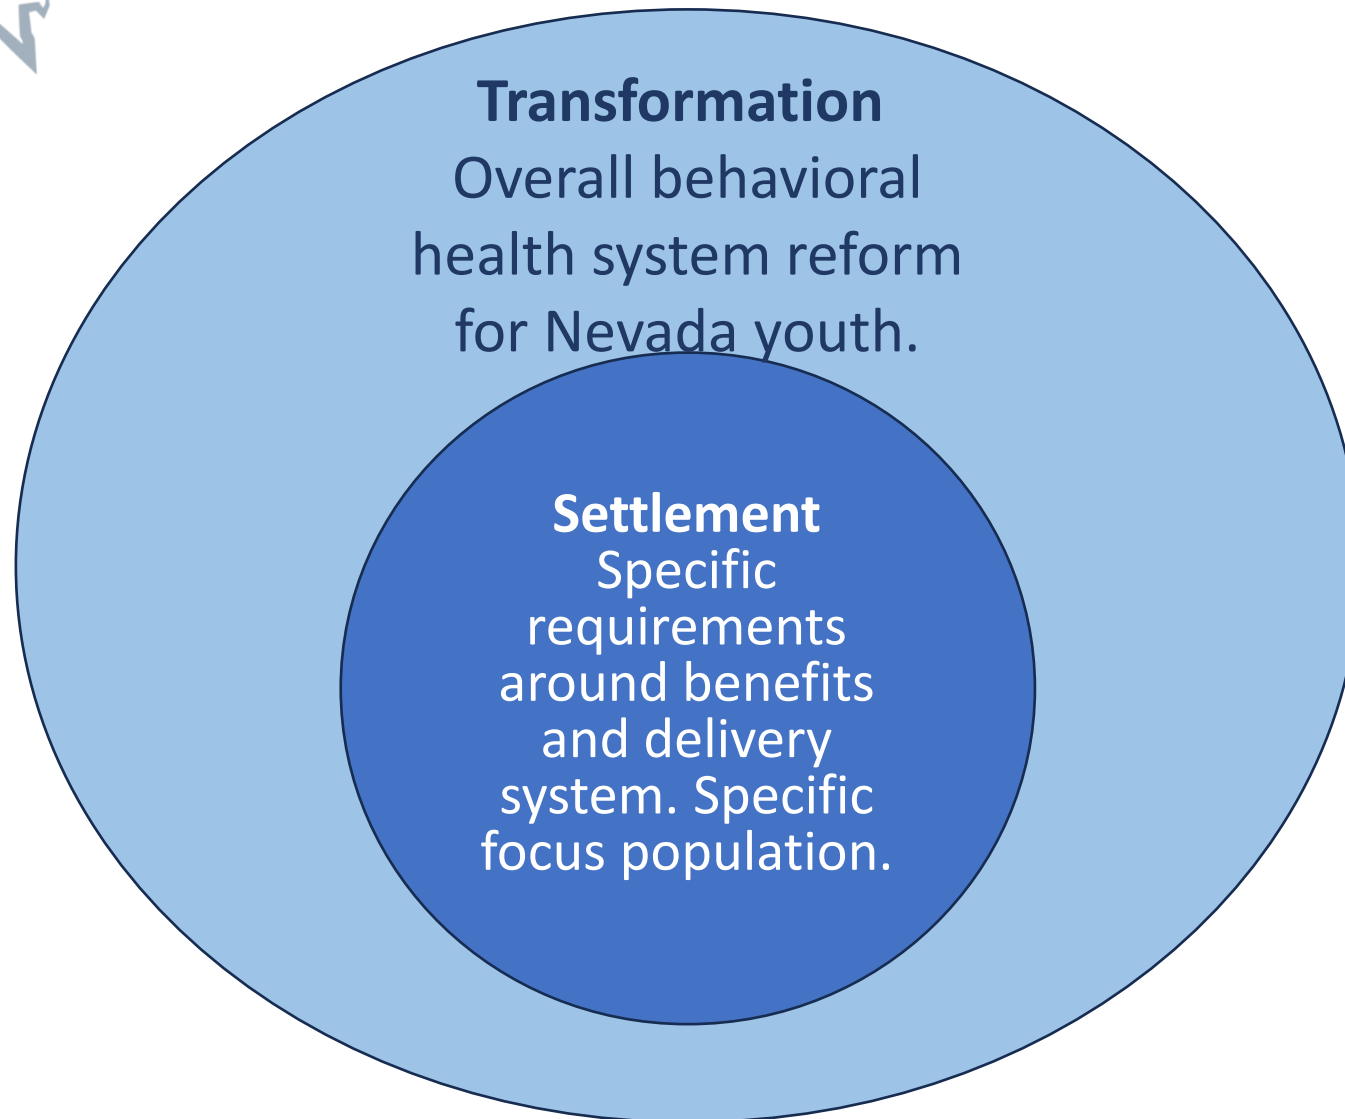 Transformation
Overall behavioral
health system reform
for Nevada youth.
Settlement
Specific
requirements
around benefits
and delivery
system. Specific
focus population.